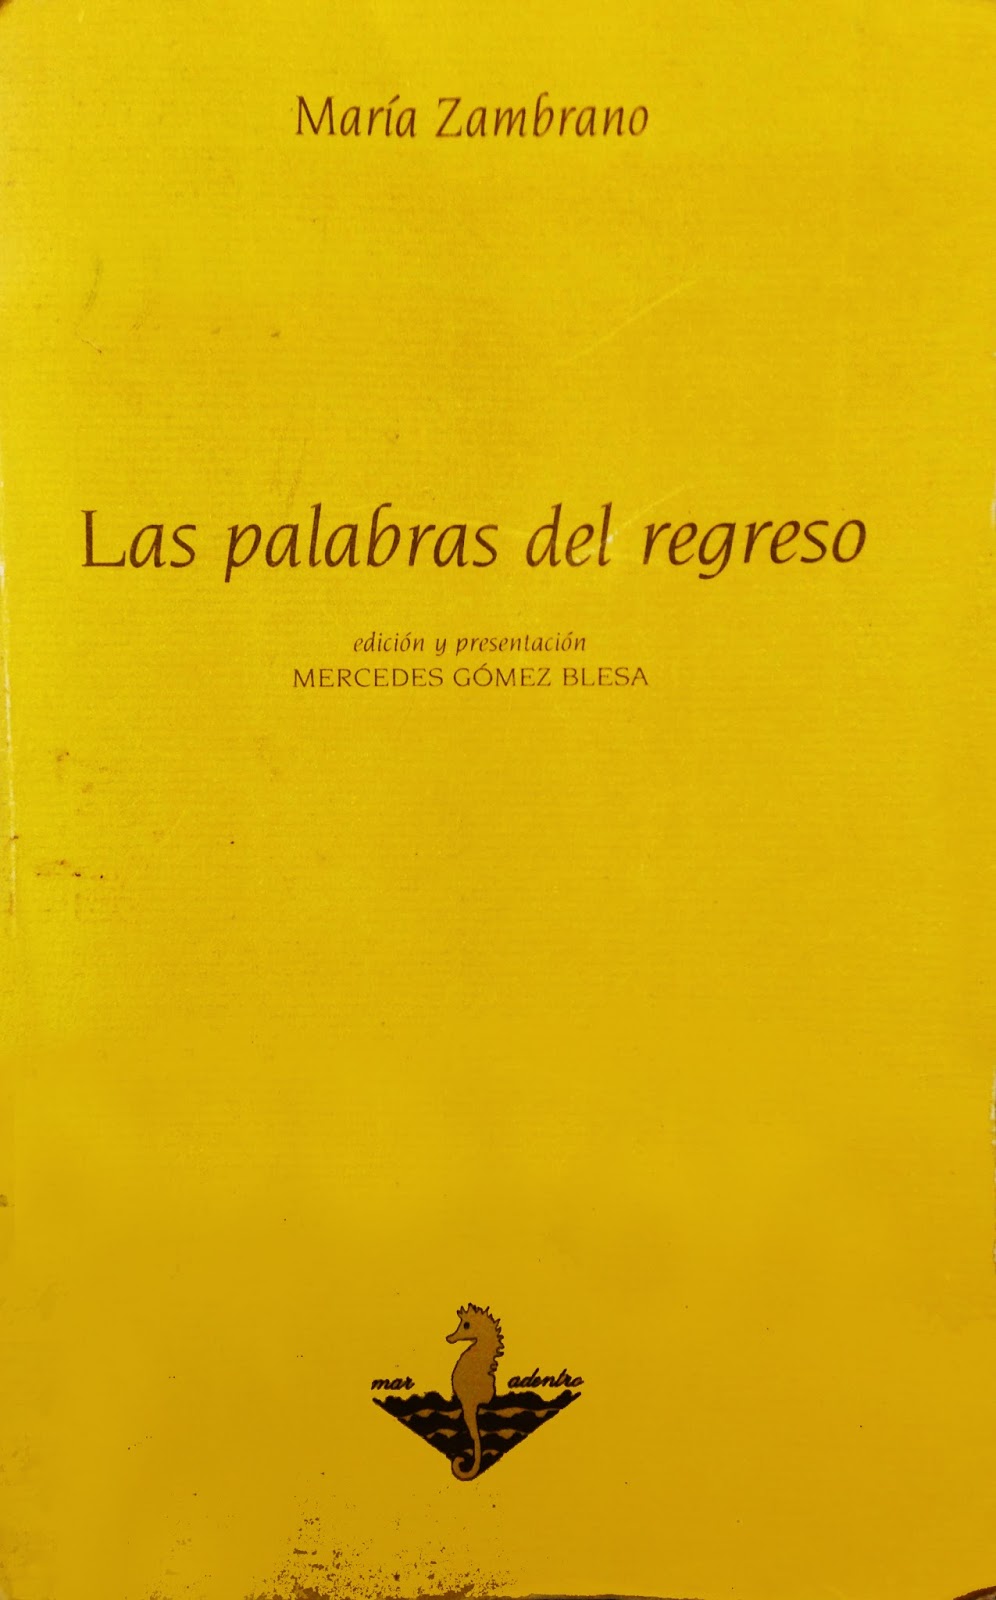 María Zambrano
Las palabras del regreso
edición y presentación
MERCEDES GÓMEZ BLESA
mar adentro